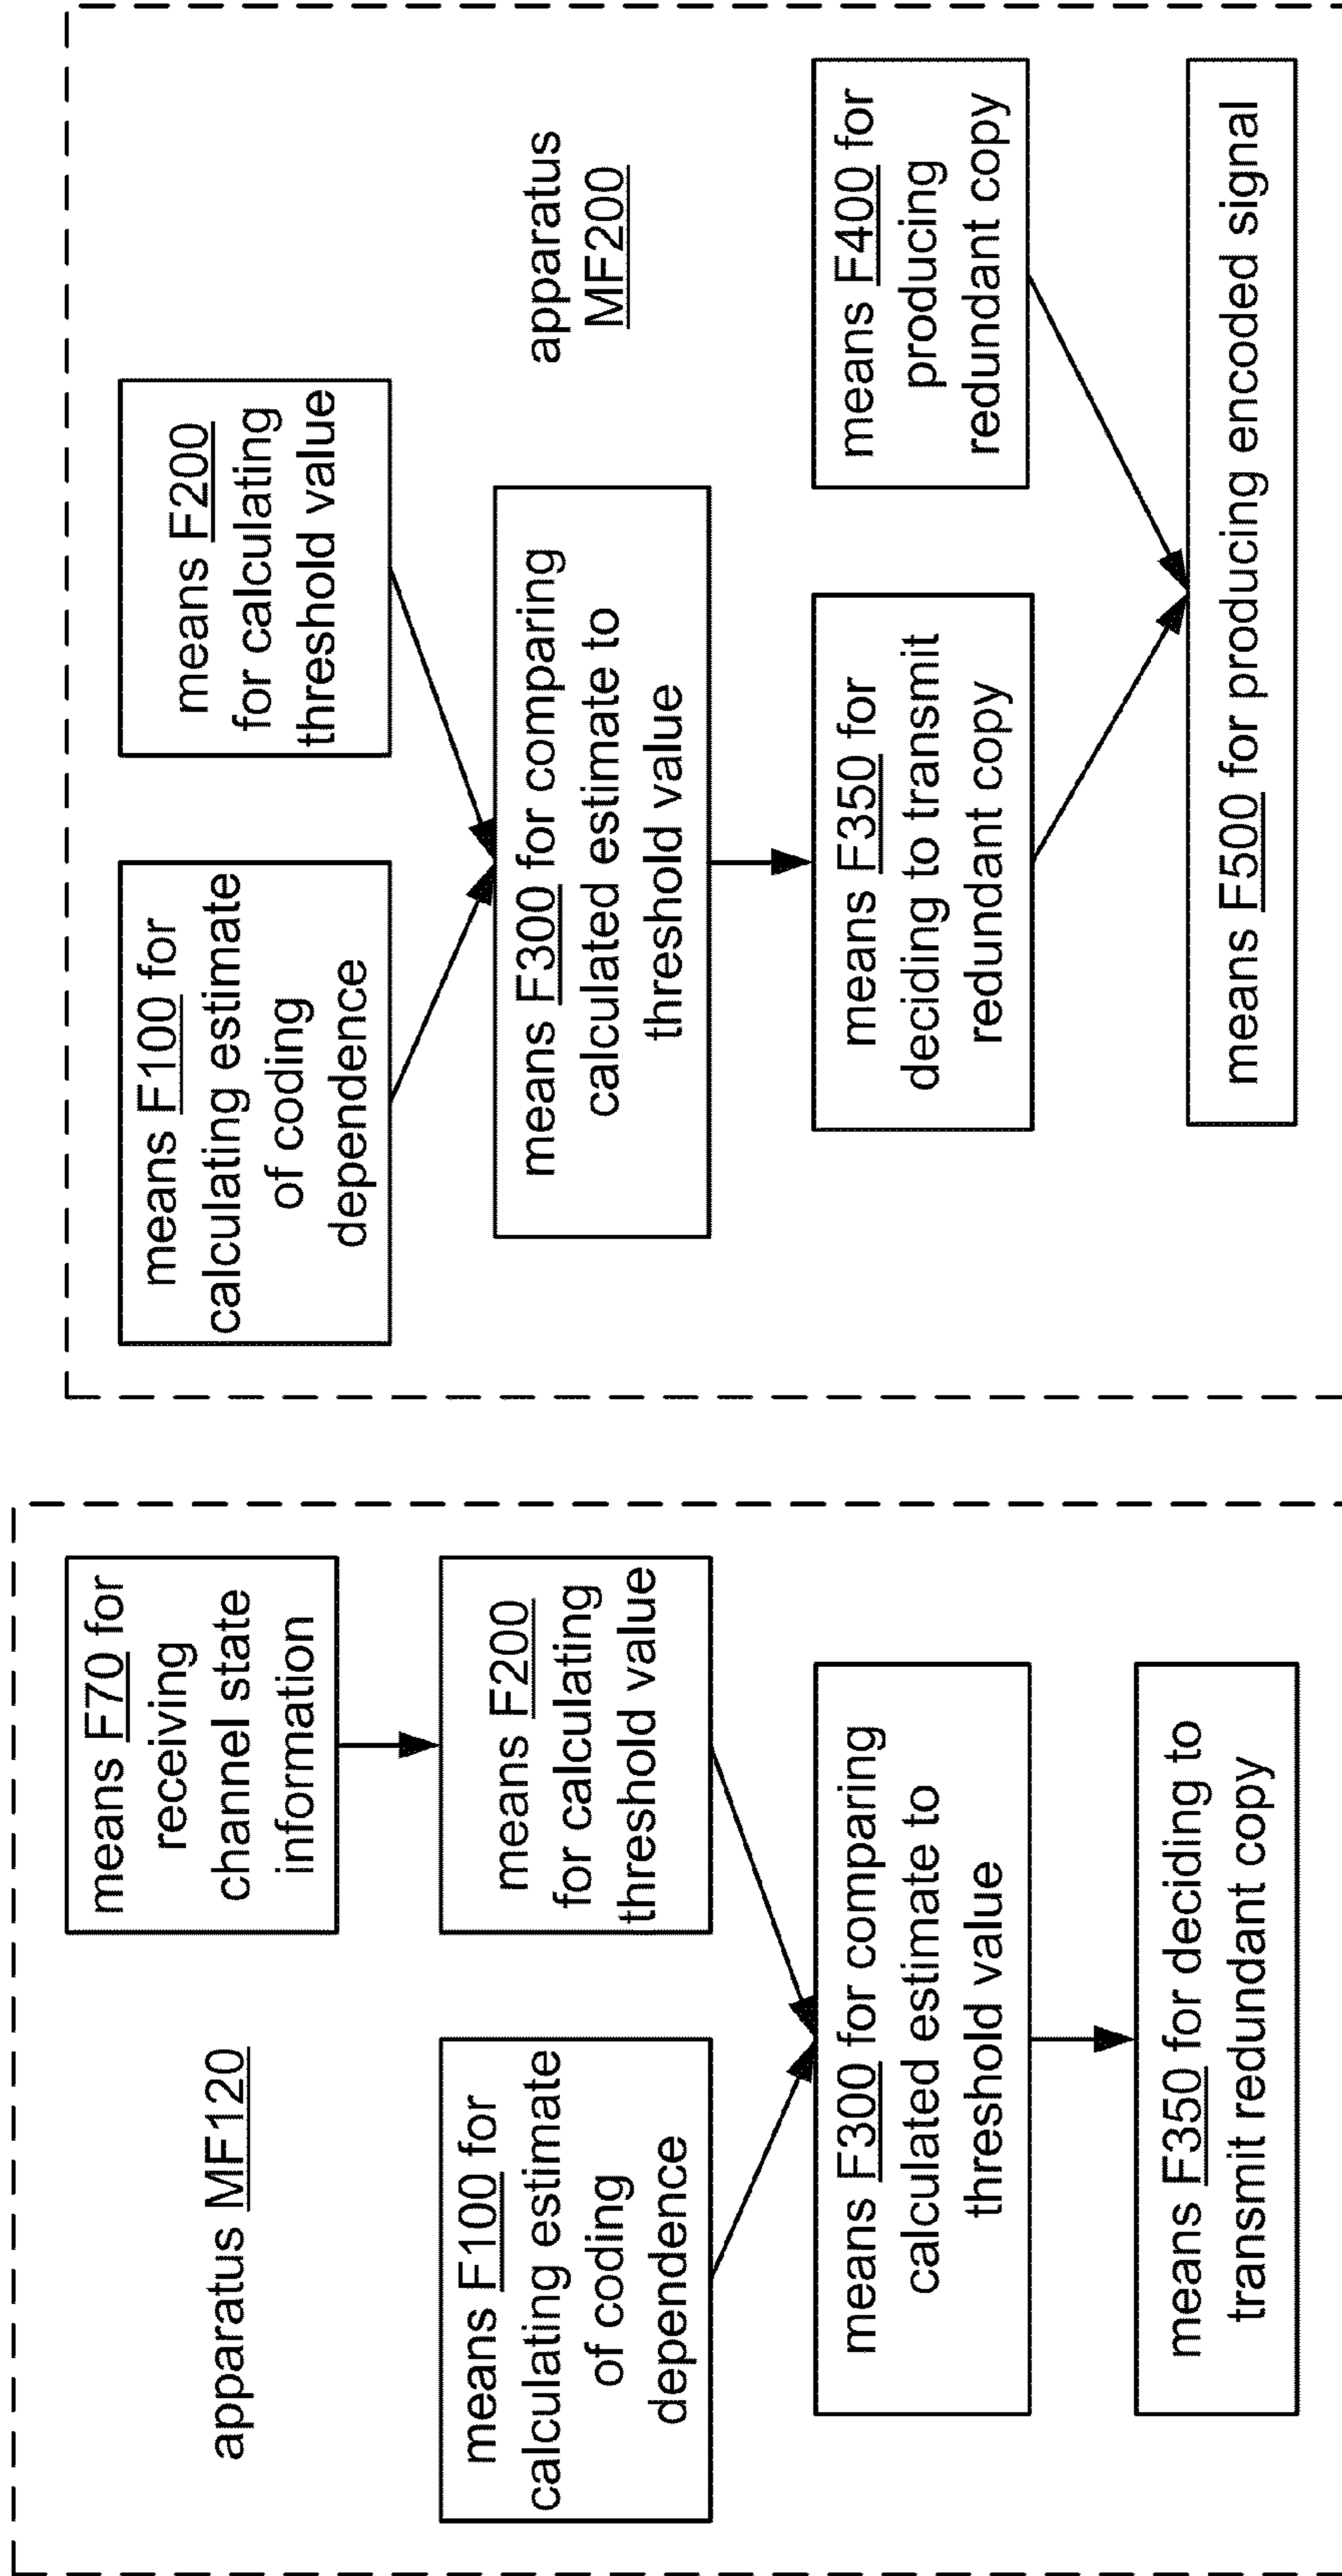 apparatus MF120
means F70 for
receiving
channel state
information
means F100 for
calculating estimate
of coding
dependence
means F200
for calculating
threshold value
means F300 for comparing
calculated estimate to
threshold value
means F350 for deciding to
transmit redundant copy
means F100 for
calculating estimate
of coding
dependence
means F200
for calculating
threshold value
means F300 for comparing
calculated estimate to
threshold value
apparatus
MF200
means F350 for
deciding to transmit
redundant copy
means F400 for
producing
redundant copy
means F500 for producing encoded signal